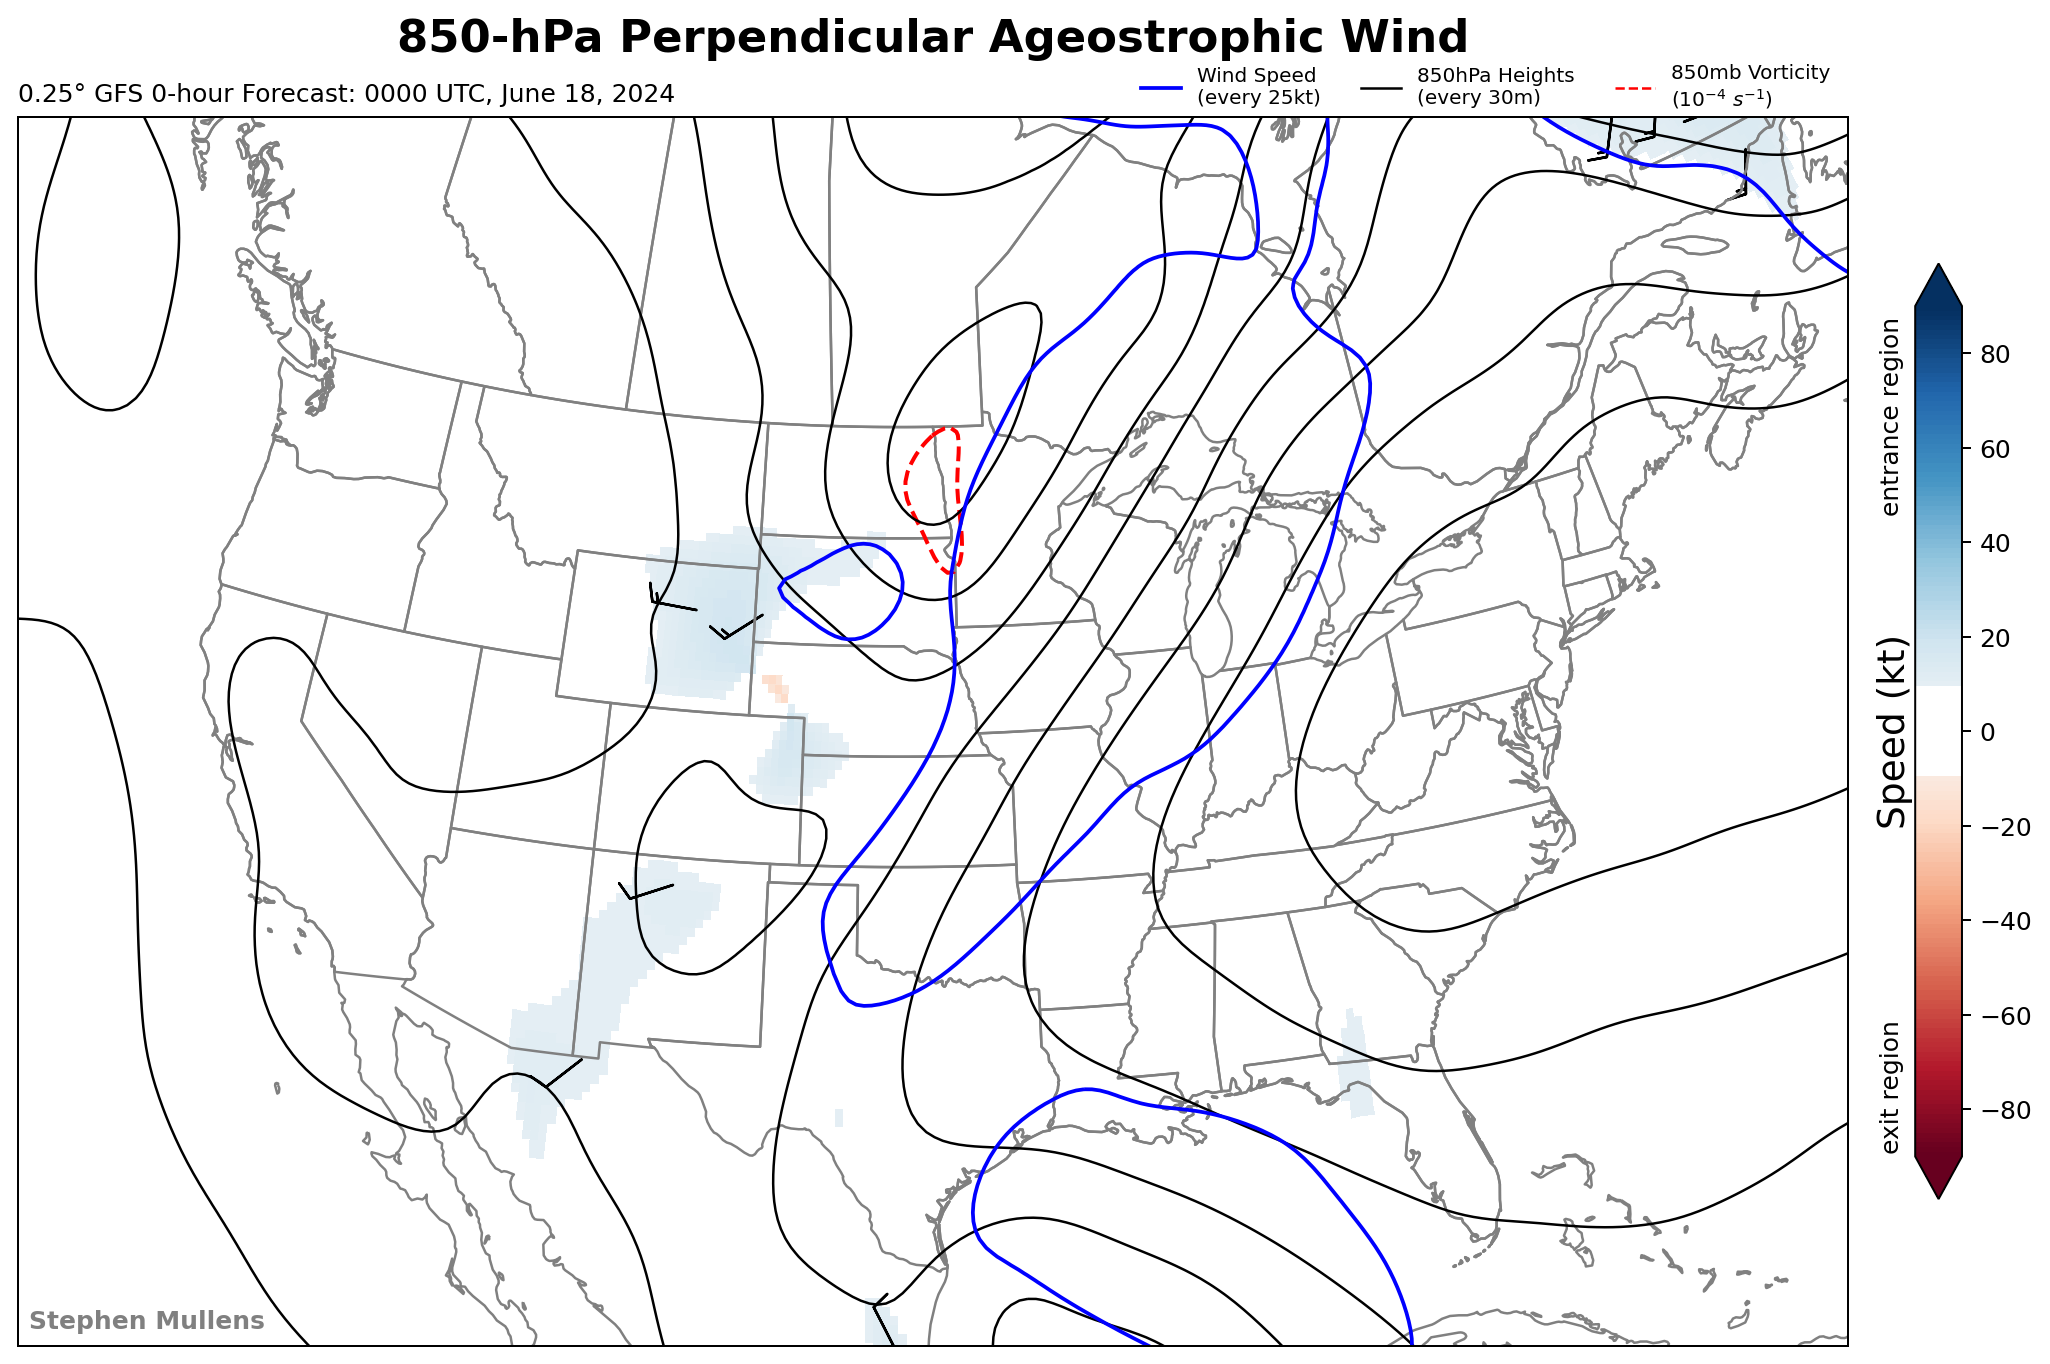 850-hPa Perpendicular Ageostrophic Wind
0.25° GFS 0-hour Forecast: 0000 UTC, June 18, 2024
Wind Speed
(every 25kt)
850hPa Heights
(every 30m)
850mb Vorticity
(10⁻⁴ s⁻¹)
entrance region
Speed (kt)
exit region
80
60
40
20
0
−20
−40
−60
−80
Stephen Mullens